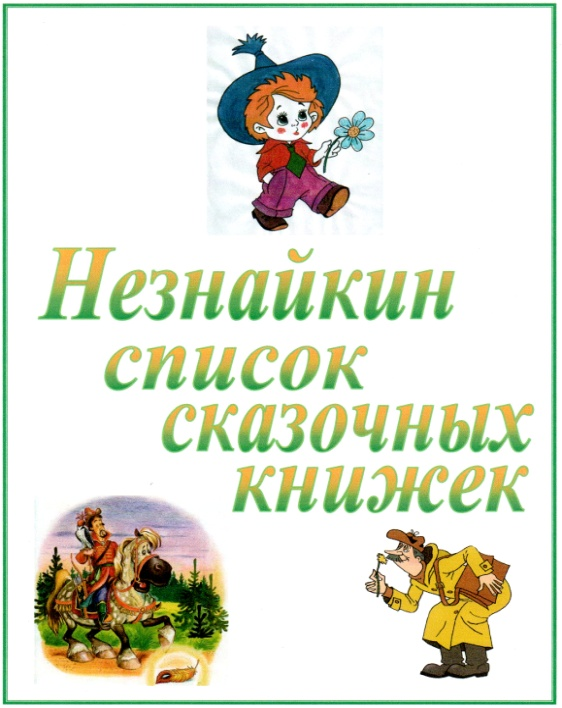 Незнайкин
список
сказочных
книжек